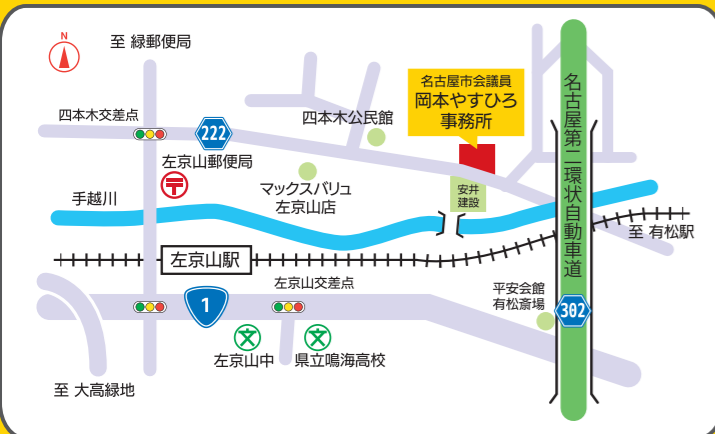 N
至 緑郵便局
名古屋市会議員
岡本やすひろ
事務所
名古屋第二環状自動車道
四本木交差点
222
四本木公民館
左京山郵便局
マックスバリュ
左京山店
安井
建設
手越川
至 有松駅
左京山駅
左京山交差点
平安会館
有松斎場
1
302
左京山中
県立鳴海高校
至 大高緑地